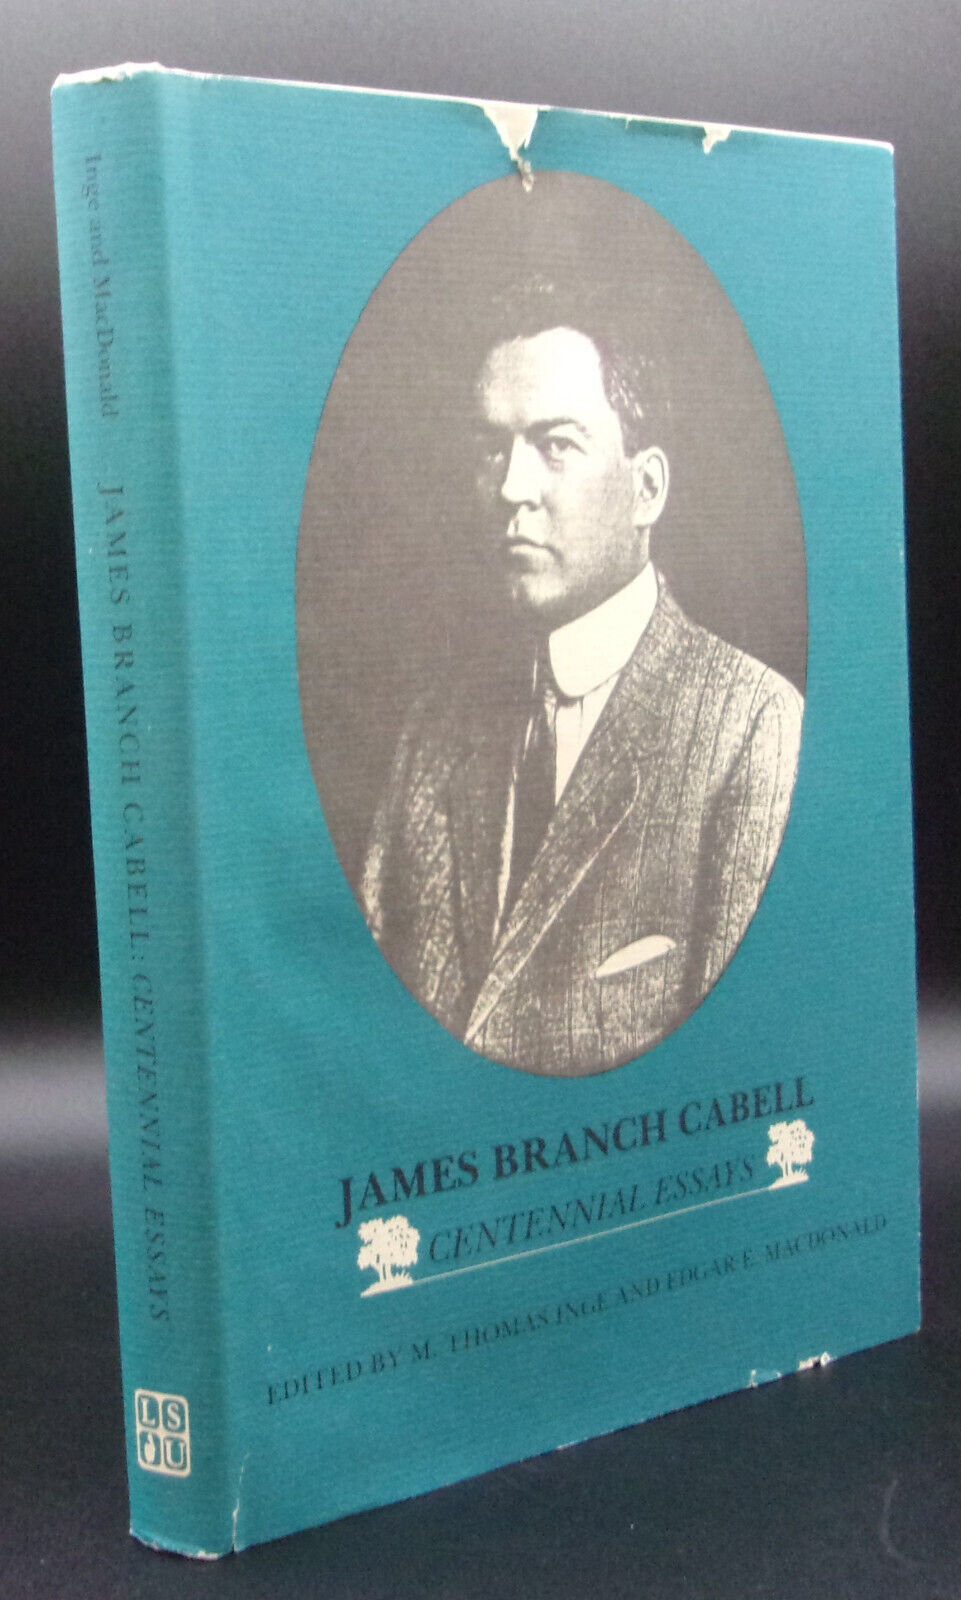 Inge and MacDonald JAMES BRANCH CABELL: CENTENNIAL ESSAYS
LS
U
JAMES BRANCH CABELL
CENTENNIAL ESSAYS
EDITED BY M. THOMAS INGE AND EDGAR E. MACDONALD